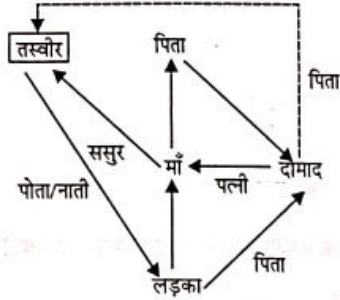 तस्वीर
पिता
पिता
ससुर
माँ
दामाद
पत्नी
पोता/नाती
लड़का
पिता